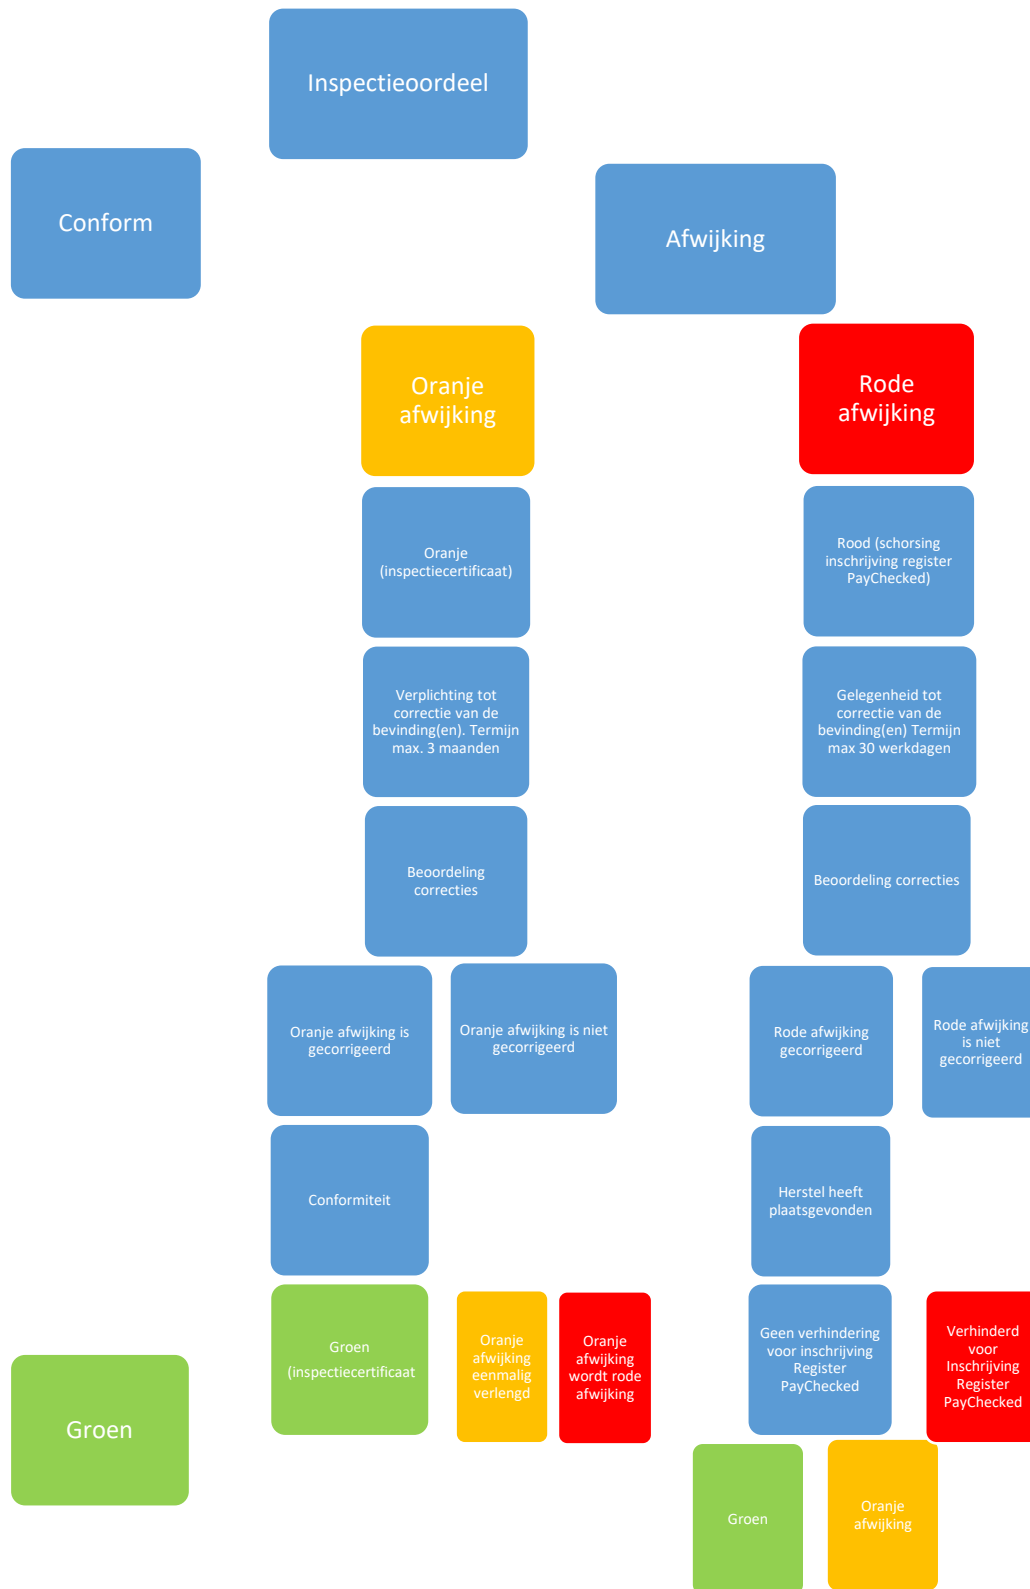 Inspectieoordeel
Conform
Afwijking
Oranje
afwijking
Rode
afwijking
Oranje
(inspectiecertificaat)
Rood (schorsing
inschrijving register
PayChecked)
Verplichting tot
correctie van de
bevinding(en). Termijn
max. 3 maanden
Gelegenheid tot
correctie van de
bevinding(en) Termijn
max 30 werkdagen
Beoordeling
correcties
Beoordeling correcties
Oranje afwijking is
gecorrigeerd
Oranje afwijking is niet
gecorrigeerd
Rode afwijking
gecorrigeerd
Rode afwijking
is niet
gecorrigeerd
Conformiteit
Herstel heeft
plaatsgevonden
Groen
(inspectiecertificaat
Oranje
afwijking
eenmalig
verlengd
Oranje
afwijking
wordt rode
afwijking
Geen verhindering
voor inschrijving
Register
PayChecked
Verhinderd
voor
Inschrijving
Register
PayChecked
Groen
Groen
Oranje
afwijking